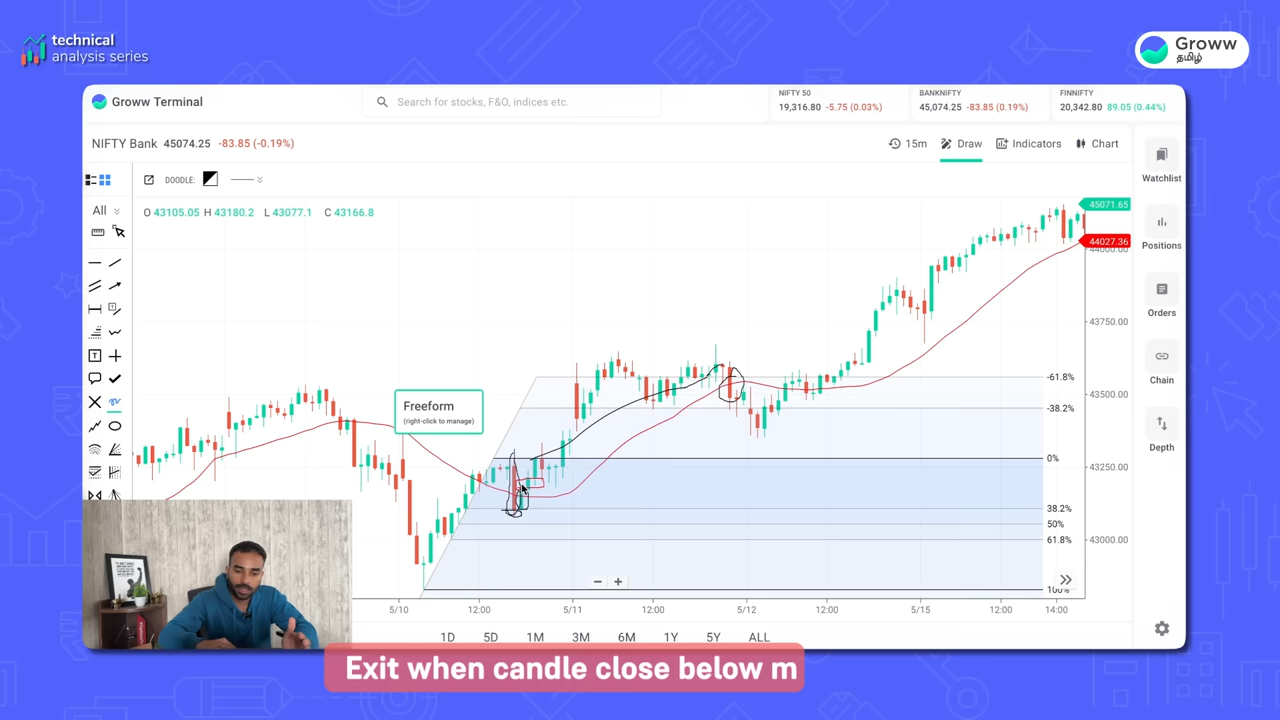 technical
analysis series
Groww
தமிழ்
Groww Terminal
Search for stocks, F&O, indices etc.
NIFTY 50
19,316.80 -5.75 (0.03%)
BANKNIFTY
45,074.25 -83.85 (0.19%)
FINNIFTY
20,342.80 89.05 (0.44%)
NIFTY Bank 45074.25 -83.85 (-0.19%)
15m
Draw
Indicators
Chart
Watchlist
DOODLE:
All
O 43105.05 H 43180.2 L 43077.1 C 43166.8
45071.65
44027.36
44000.00
Positions
Orders
43750.00
Chain
-61.8%
43500.00
-38.2%
Freeform
(right-click to manage)
Depth
0%
43250.00
38.2%
50%
61.8%
43000.00
100%
5/10 12:00 5/11 12:00 5/12 12:00 5/15 12:00 14:00
1D 5D 1M 3M 6M 1Y 5Y ALL
Exit when candle close below m